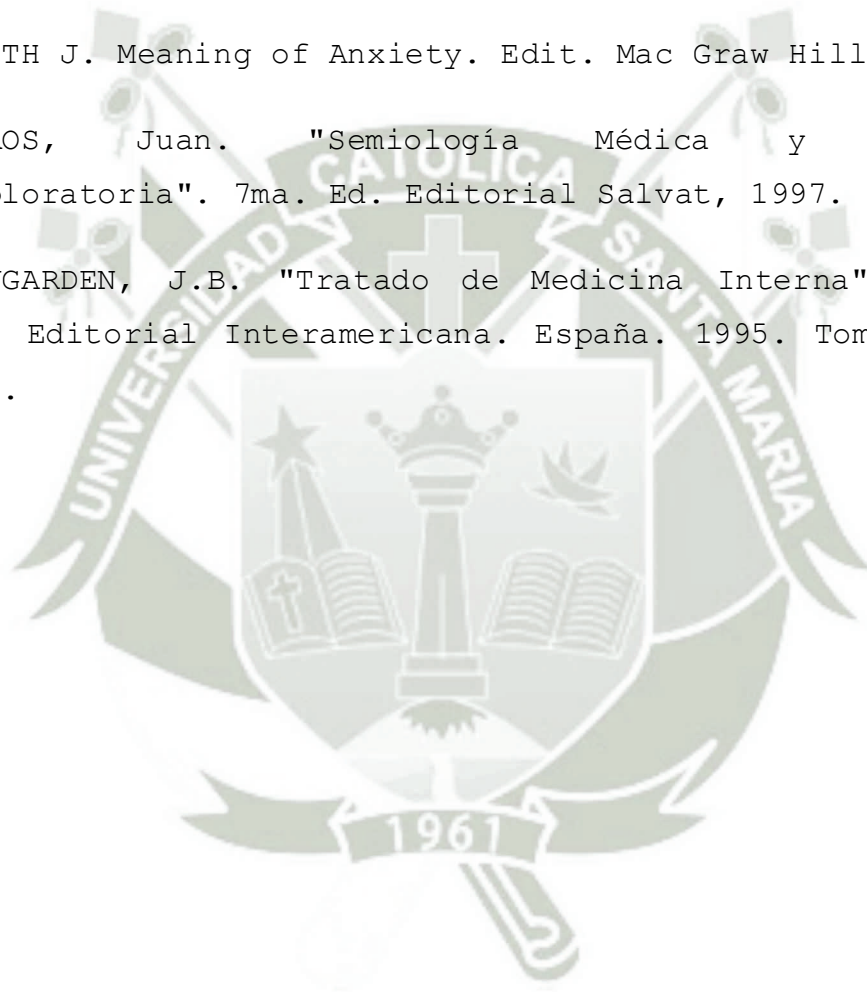 TH J. Meaning of Anxiety. Edit. Mac Graw Hill
OS, Juan. "Semiología Médica y
loratoria". 7ma. Ed. Editorial Salvat, 1997.
GARDEN, J.B. "Tratado de Medicina Interna"
Editorial Interamericana. España. 1995. Tom
.
UNIVERSIDAD CATOLICA SANTA MARIA
1961